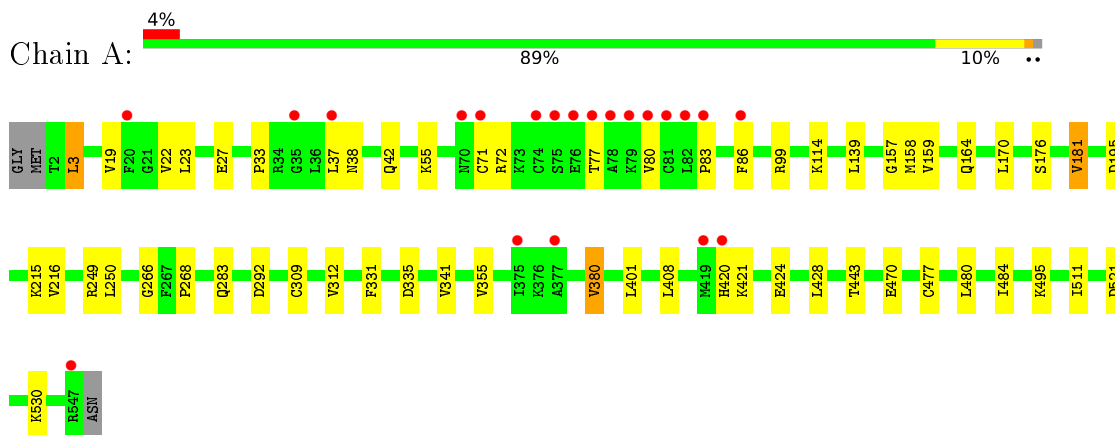 4%
Chain A:
89% 10% ••
GLY MET T2 L3 V19 F20 G21 V22 L23 E27 P33 R34 G35 L36 L37 N38 Q42 K55 N70 C71 R72 K73 C74 S75 E76 T77 A78 K79 V80 C81 L82 P83 F86 R99 K114 L139 G157 M158 V159 Q164 L170 S176 V181 D195
K215 V216 R249 L250 G266 F267 P268 Q283 D292 C309 V312 F331 D335 V341 V355 I375 K376 A377 V380 L401 L408 M419 H420 K421 E424 L428 T443 E470 C477 L480 I484 K495 I511 D521
K530 R547 ASN